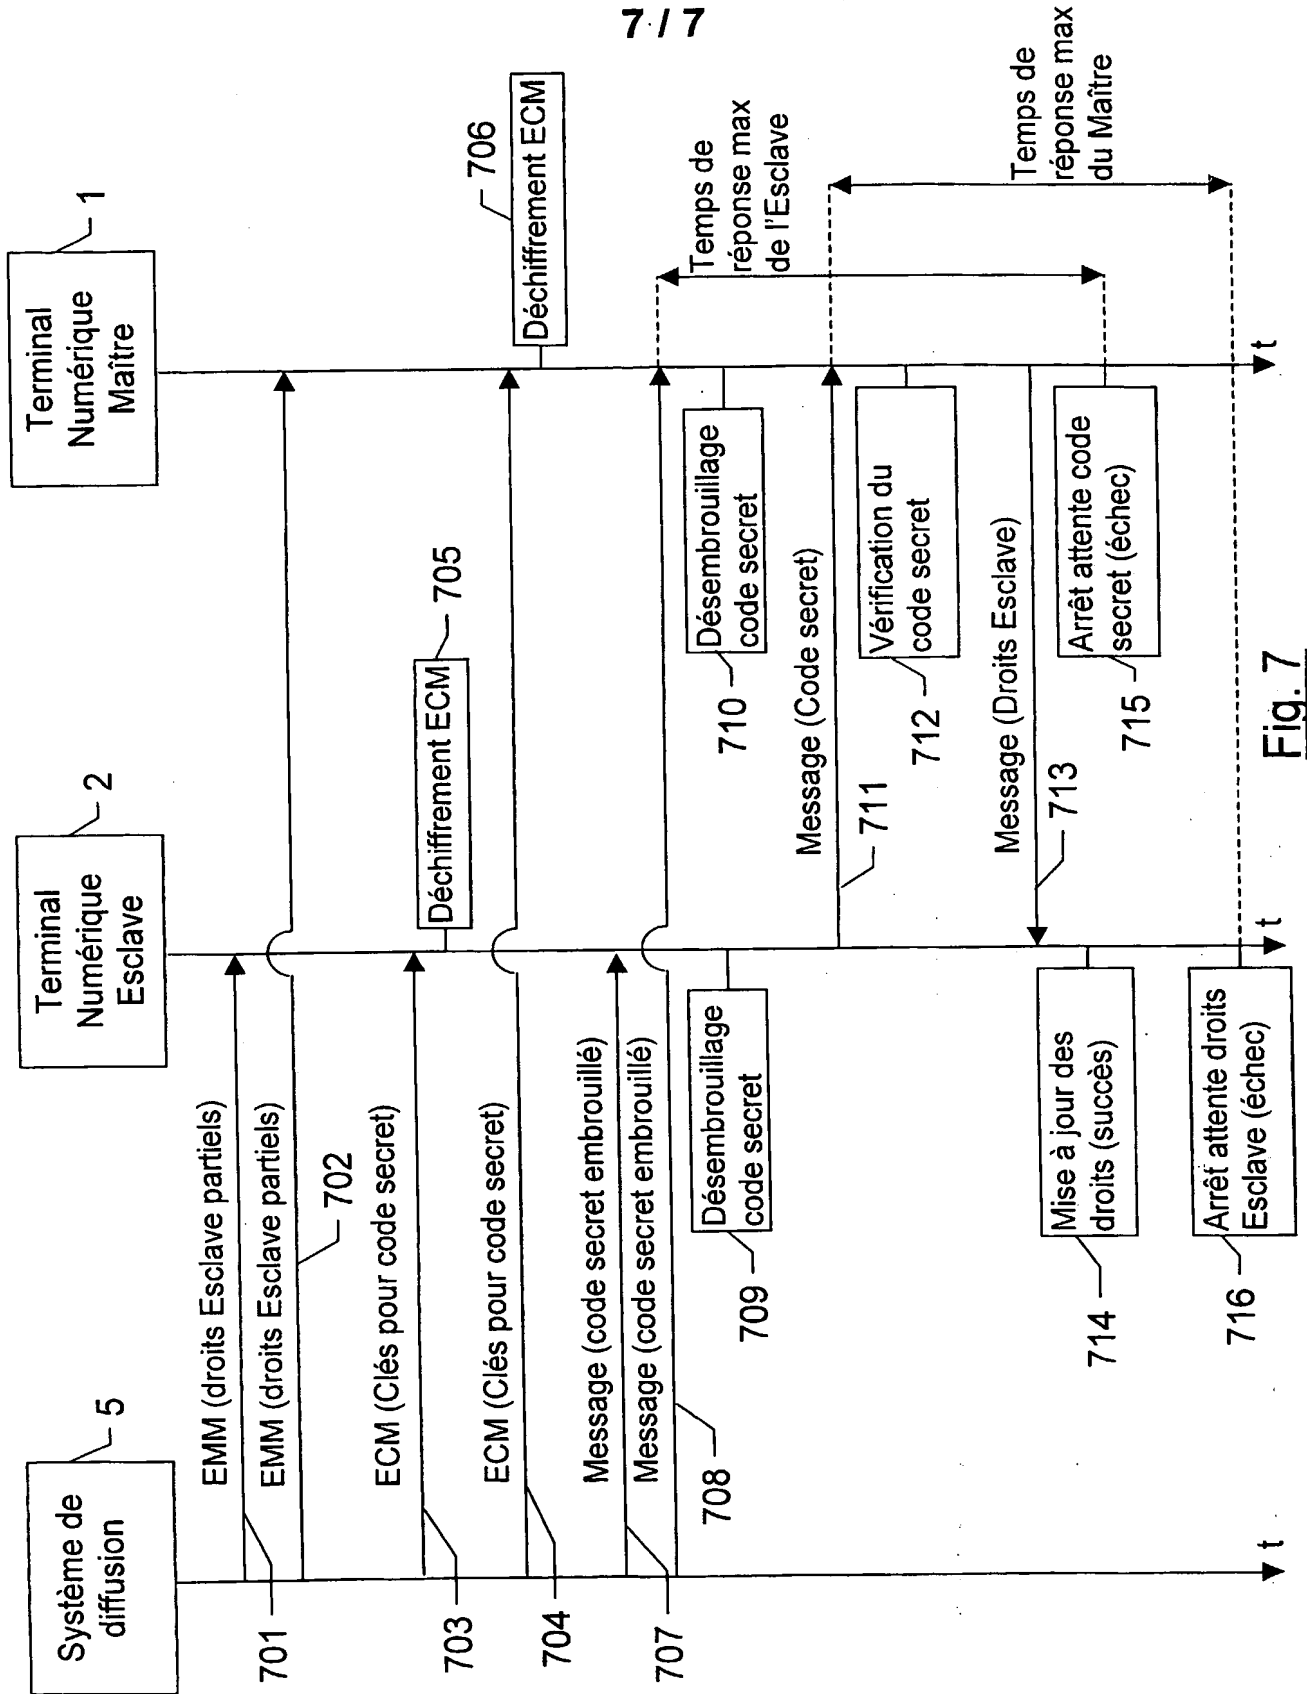 7 / 7
Système de
diffusion
5
Terminal
Numérique
Esclave
2
Terminal
Numérique
Maître
1
EMM (droits Esclave partiels)
701
EMM (droits Esclave partiels)
702
ECM (Clés pour code secret)
703
Déchiffrement ECM
705
ECM (Clés pour code secret)
704
Déchiffrement ECM
706
Message (code secret embrouillé)
707
Message (code secret embrouillé)
708
Désembrouillage
code secret
709
Désembrouillage
code secret
710
Temps de
réponse max
de l'Esclave
Message (Code secret)
711
Vérification du
code secret
712
Message (Droits Esclave)
713
Temps de
réponse max
du Maître
Mise à jour des
droits (succès)
714
Arrêt attente code
secret (échec)
715
Arrêt attente droits
Esclave (échec)
716
t
t
t
Fig. 7